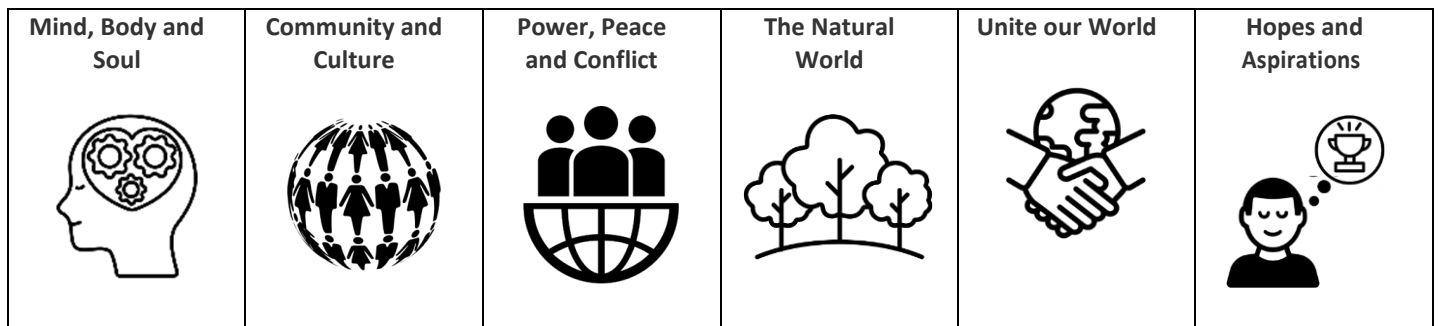 Mind, Body and
Soul
Community and
Culture
Power, Peace
and Conflict
The Natural
World
Unite our World
Hopes and
Aspirations